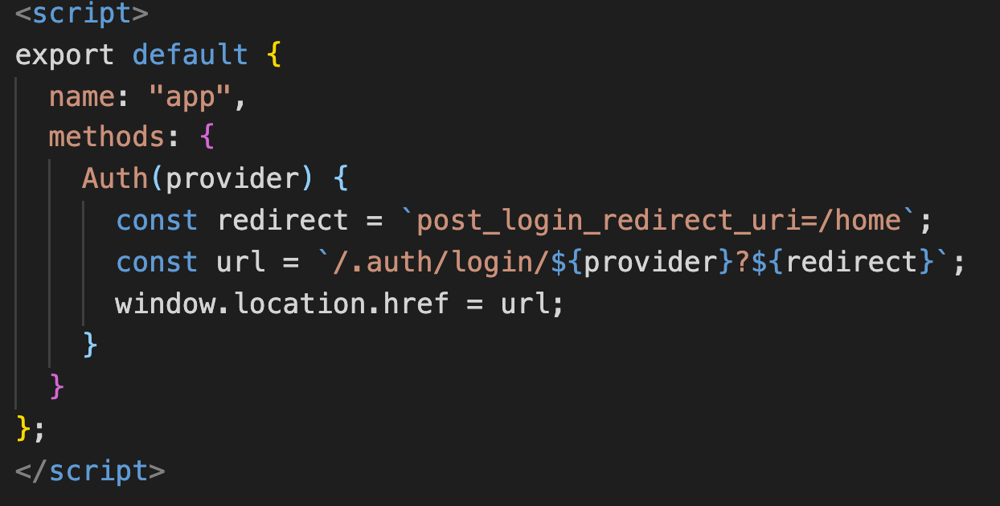 <script>
export default {
name: "app",
methods: {
Auth(provider) {
const redirect = `post_login_redirect_uri=/home`;
const url = `/.auth/login/${provider}?${redirect}`;
window.location.href = url;
}
}
};
</script>